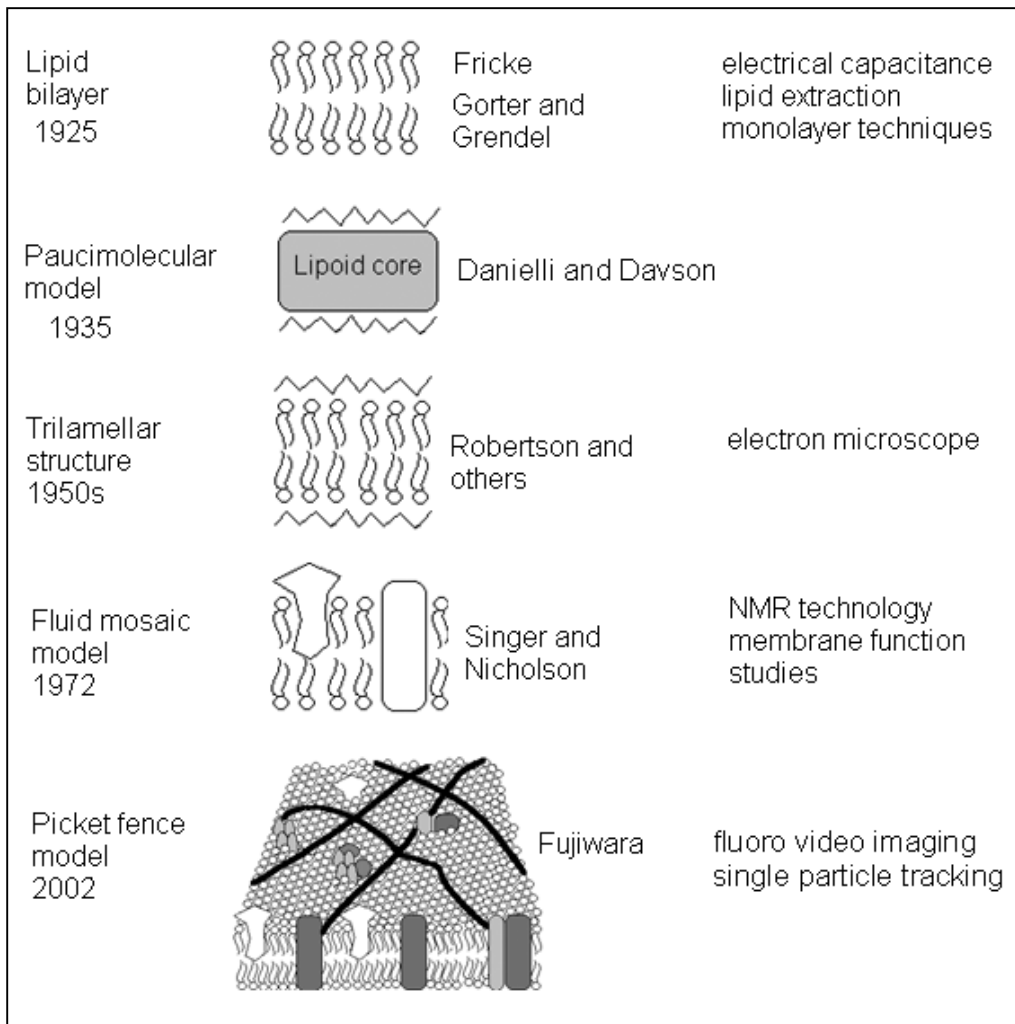 Lipid
bilayer
1925
Fricke
Gorter and
Grendel
electrical capacitance
lipid extraction
monolayer techniques
Paucimolecular
model
1935
Lipoid core
Danielli and Davson
Trilamellar
structure
1950s
Robertson and
others
electron microscope
Fluid mosaic
model
1972
Singer and
Nicholson
NMR technology
membrane function
studies
Picket fence
model
2002
Fujiwara
fluoro video imaging
single particle tracking